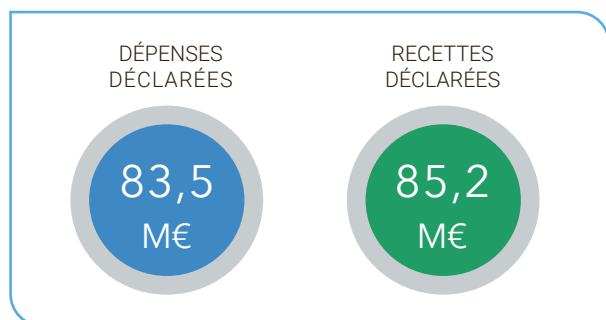 DÉPENSES
DÉCLARÉES
83,5
M€
RECETTES
DÉCLARÉES
85,2
M€